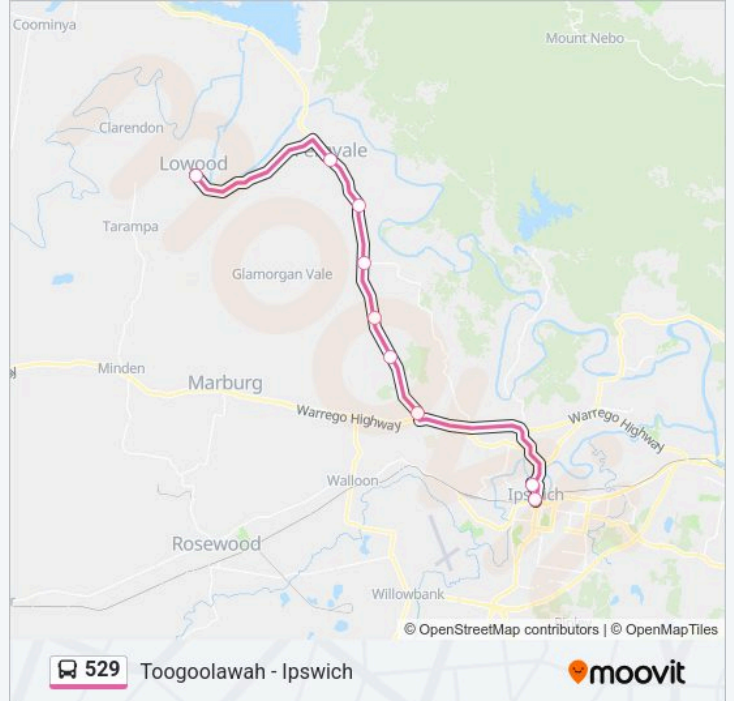 Coominya
Mount Nebo
Clarendon
Lowood
Tarampa
Glamorgan Vale
Minden
Marburg
Warrego Highway
Warrego Highway
Walloon
Ipswich
Rosewood
Willowbank
© OpenStreetMap contributors | © OpenMapTiles
529 Toogoolawah - Ipswich
moovit